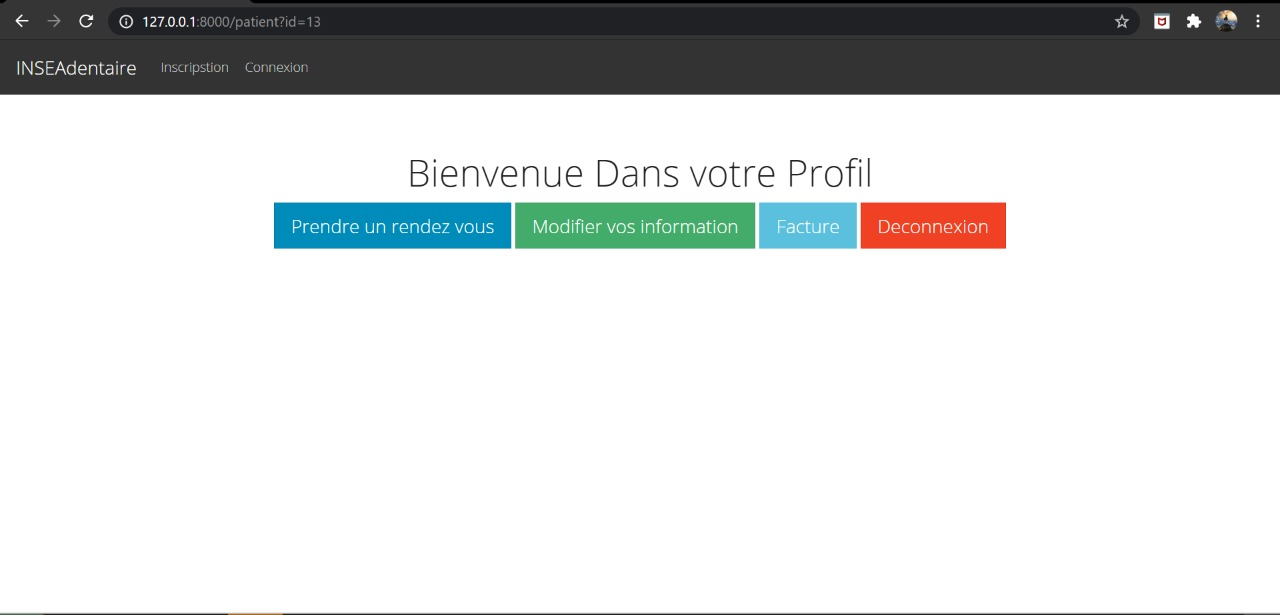 127.0.0.1:8000/patient?id=13
INSEAdentaire Inscripstion Connexion
Bienvenue Dans votre Profil
Prendre un rendez vous Modifier vos information Facture Deconnexion